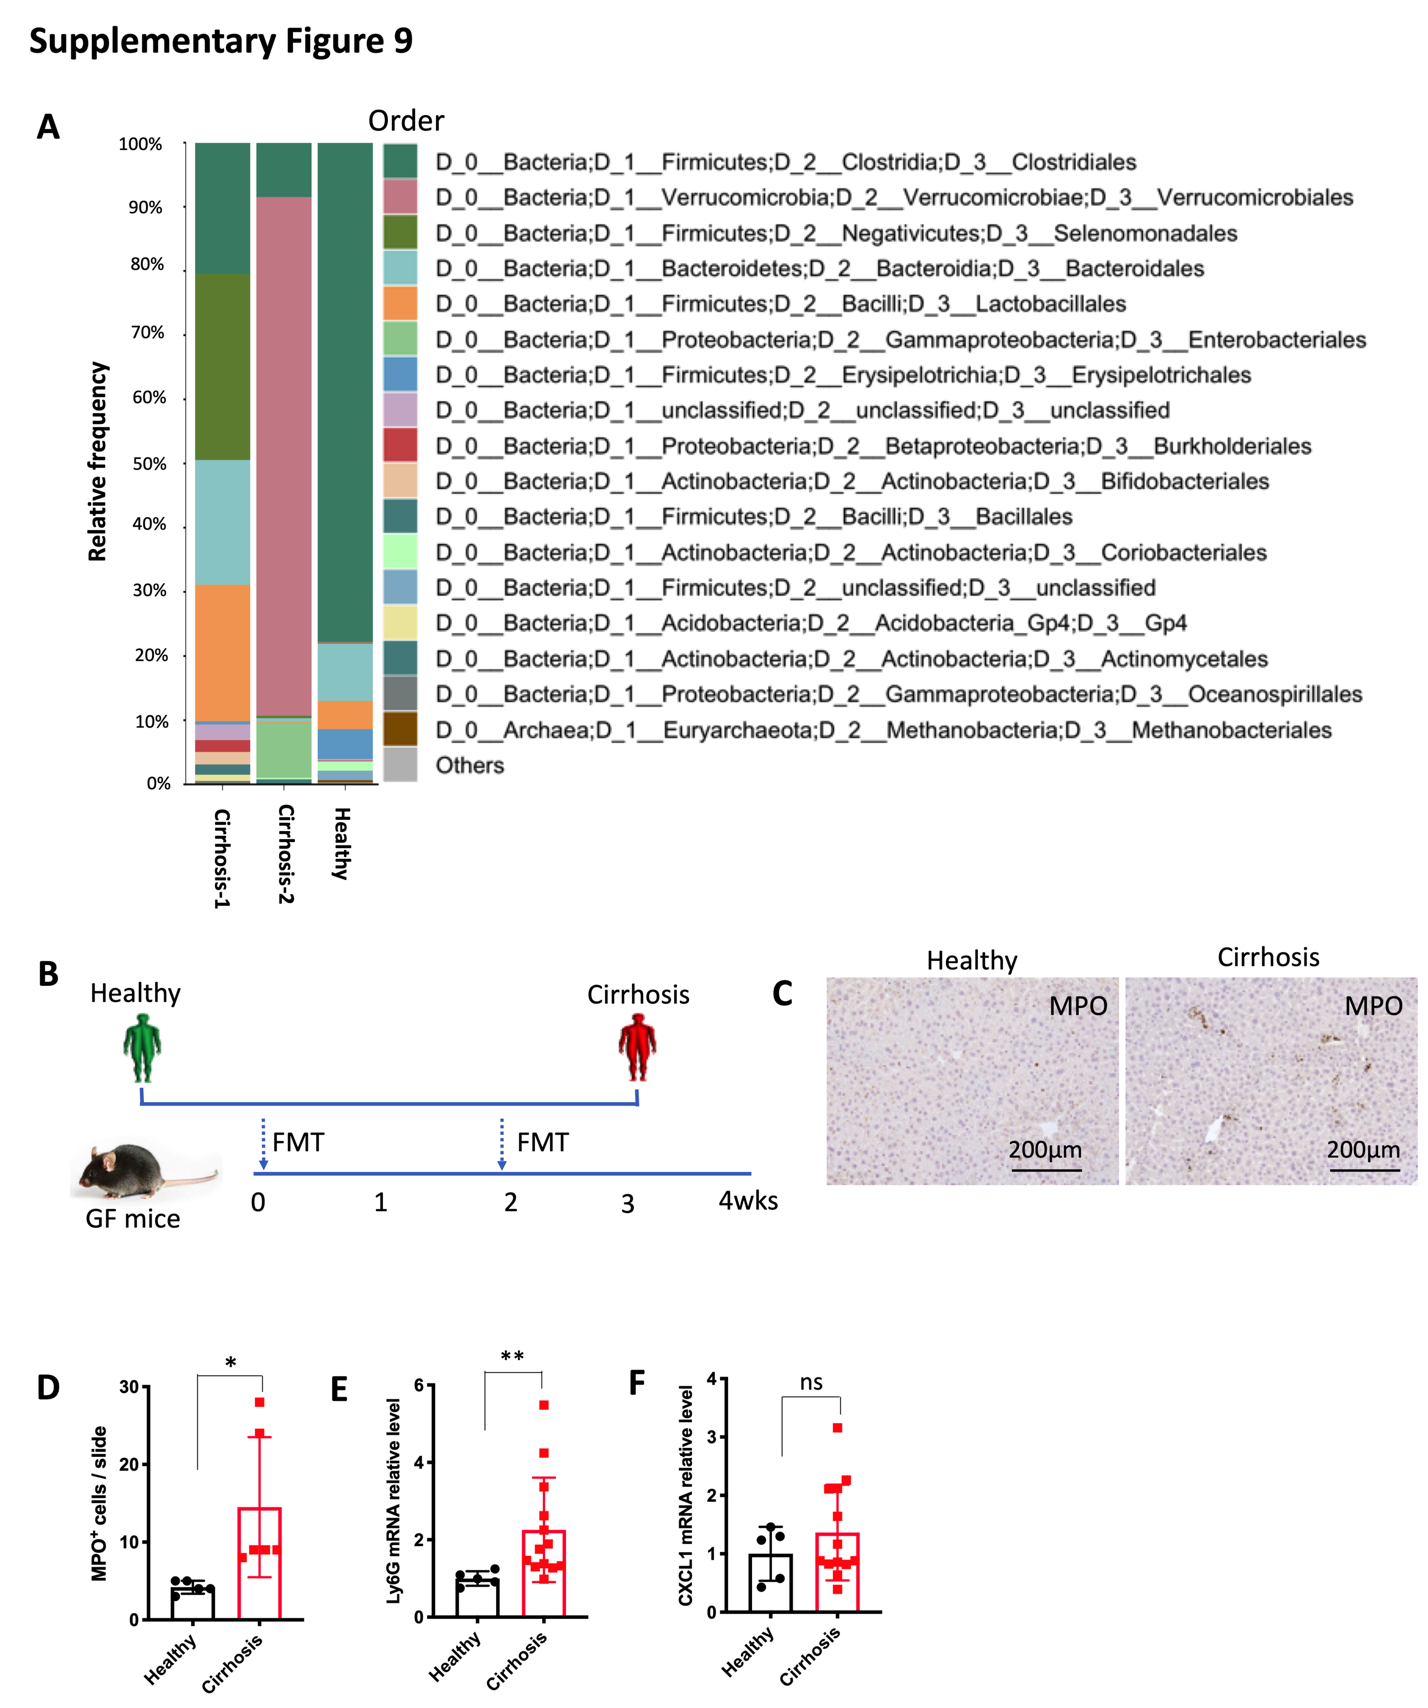 Supplementary Figure 9
A
Order
Relative frequency
100%
90%
80%
70%
60%
50%
40%
30%
20%
10%
0%
Cirrhosis-1
Cirrhosis-2
Healthy
D_0__Bacteria;D_1__Firmicutes;D_2__Clostridia;D_3__Clostridiales
D_0__Bacteria;D_1__Verrucomicrobia;D_2__Verrucomicrobiae;D_3__Verrucomicrobiales
D_0__Bacteria;D_1__Firmicutes;D_2__Negativicutes;D_3__Selenomonadales
D_0__Bacteria;D_1__Bacteroidetes;D_2__Bacteroidia;D_3__Bacteroidales
D_0__Bacteria;D_1__Firmicutes;D_2__Bacilli;D_3__Lactobacillales
D_0__Bacteria;D_1__Proteobacteria;D_2__Gammaproteobacteria;D_3__Enterobacteriales
D_0__Bacteria;D_1__Firmicutes;D_2__Erysipelotrichia;D_3__Erysipelotrichales
D_0__Bacteria;D_1__unclassified;D_2__unclassified;D_3__unclassified
D_0__Bacteria;D_1__Proteobacteria;D_2__Betaproteobacteria;D_3__Burkholderiales
D_0__Bacteria;D_1__Actinobacteria;D_2__Actinobacteria;D_3__Bifidobacteriales
D_0__Bacteria;D_1__Firmicutes;D_2__Bacilli;D_3__Bacillales
D_0__Bacteria;D_1__Actinobacteria;D_2__Actinobacteria;D_3__Coriobacteriales
D_0__Bacteria;D_1__Firmicutes;D_2__unclassified;D_3__unclassified
D_0__Bacteria;D_1__Acidobacteria;D_2__Acidobacteria_Gp4;D_3__Gp4
D_0__Bacteria;D_1__Actinobacteria;D_2__Actinobacteria;D_3__Actinomycetales
D_0__Bacteria;D_1__Proteobacteria;D_2__Gammaproteobacteria;D_3__Oceanospirillales
D_0__Archaea;D_1__Euryarchaeota;D_2__Methanobacteria;D_3__Methanobacteriales
Others
B
Healthy
Cirrhosis
FMT
FMT
GF mice
0 1 2 3 4wks
C
Healthy
Cirrhosis
MPO
MPO
200µm
200µm
D
MPO+ cells / slide
30
20
10
0
*
Healthy
Cirrhosis
E
Ly6G mRNA relative level
6
4
2
0
**
Healthy
Cirrhosis
F
CXCL1 mRNA relative level
4
3
2
1
0
ns
Healthy
Cirrhosis